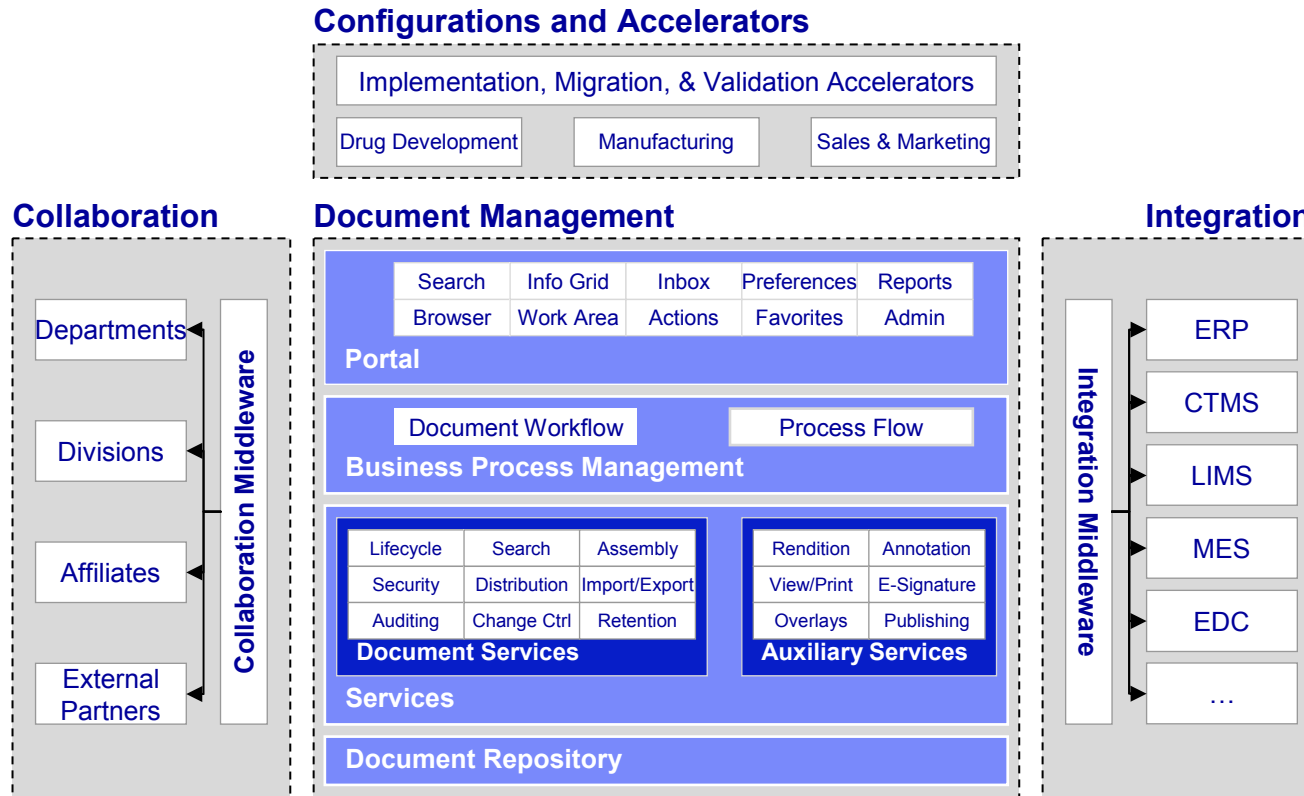 Configurations and Accelerators
Implementation, Migration, & Validation Accelerators
Drug Development
Manufacturing
Sales & Marketing
Collaboration
Departments
Divisions
Affiliates
External
Partners
Collaboration Middleware
Document Management
Search Info Grid Inbox Preferences Reports
Browser Work Area Actions Favorites Admin
Portal
Document Workflow
Process Flow
Business Process Management
Lifecycle Search Assembly
Security Distribution Import/Export
Auditing Change Ctrl Retention
Document Services
Rendition Annotation
View/Print E-Signature
Overlays Publishing
Auxiliary Services
Services
Document Repository
Integration
Integration Middleware
ERP
CTMS
LIMS
MES
EDC
…